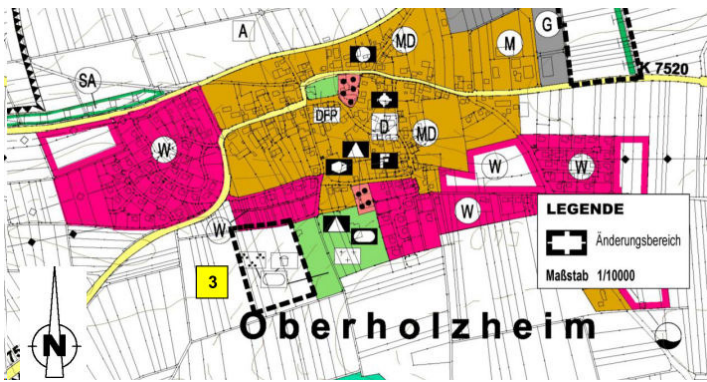 A
G
MD
M
SA
K 7520
DFP
D
MD
F
W
W
W
W
W
LEGENDE
Änderungsbereich
Maßstab 1/10000
3
Oberholzheim
N